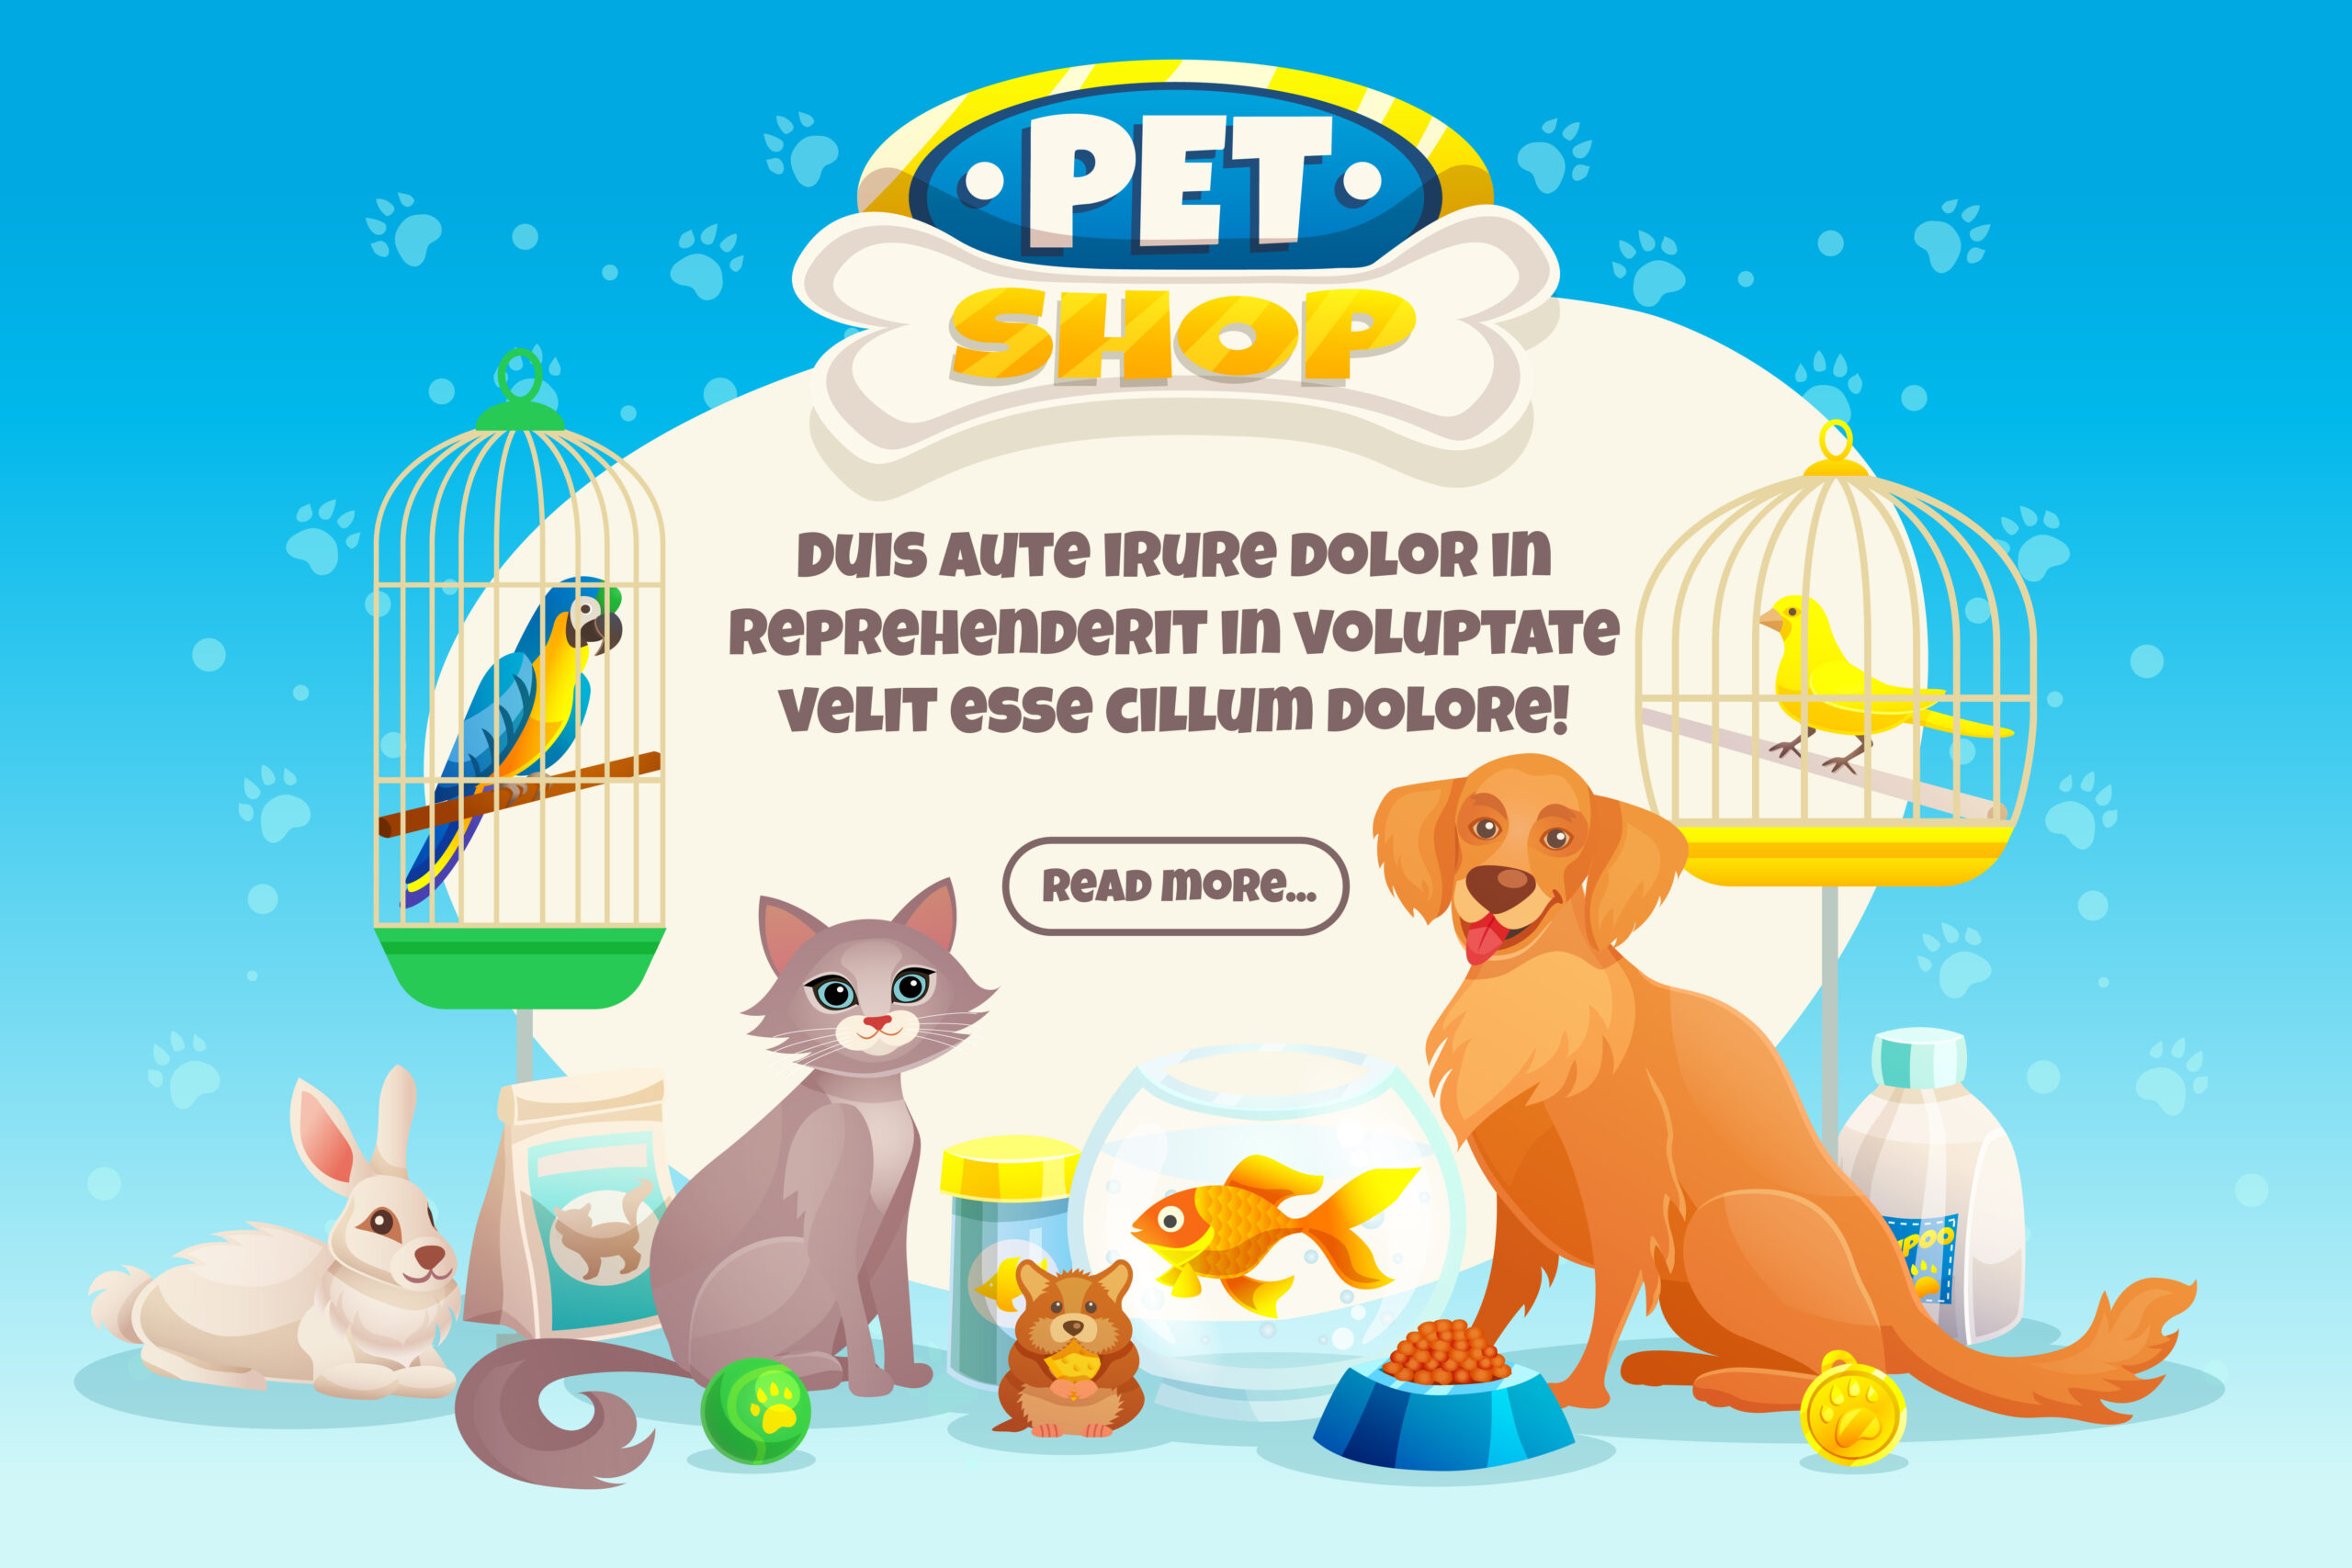 PET
SHOP
Duis aute irure dolor in
reprehenderit in voluptate
velit esse cillum dolore!
Read more...